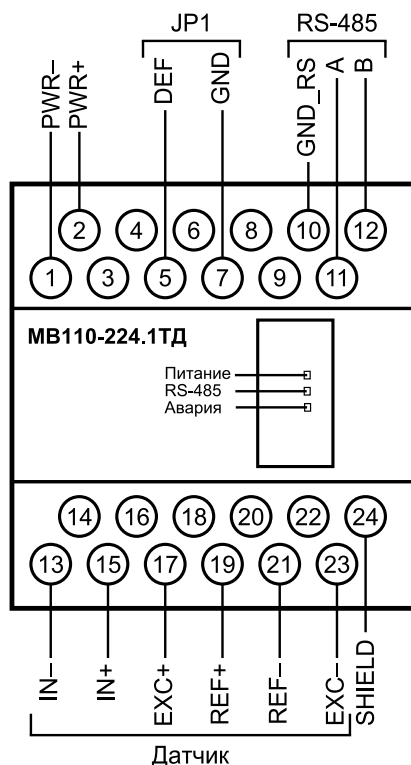 JP1
RS-485
PWR–
PWR+
DEF
GND
GND_RS
A
B
2
4
6
8
10
12
1
3
5
7
9
11
МВ110-224.1ТД
Питание
RS-485
Авария
14
16
18
20
22
24
13
15
17
19
21
23
IN–
IN+
EXC+
REF+
REF–
EXC–
SHIELD
Датчик